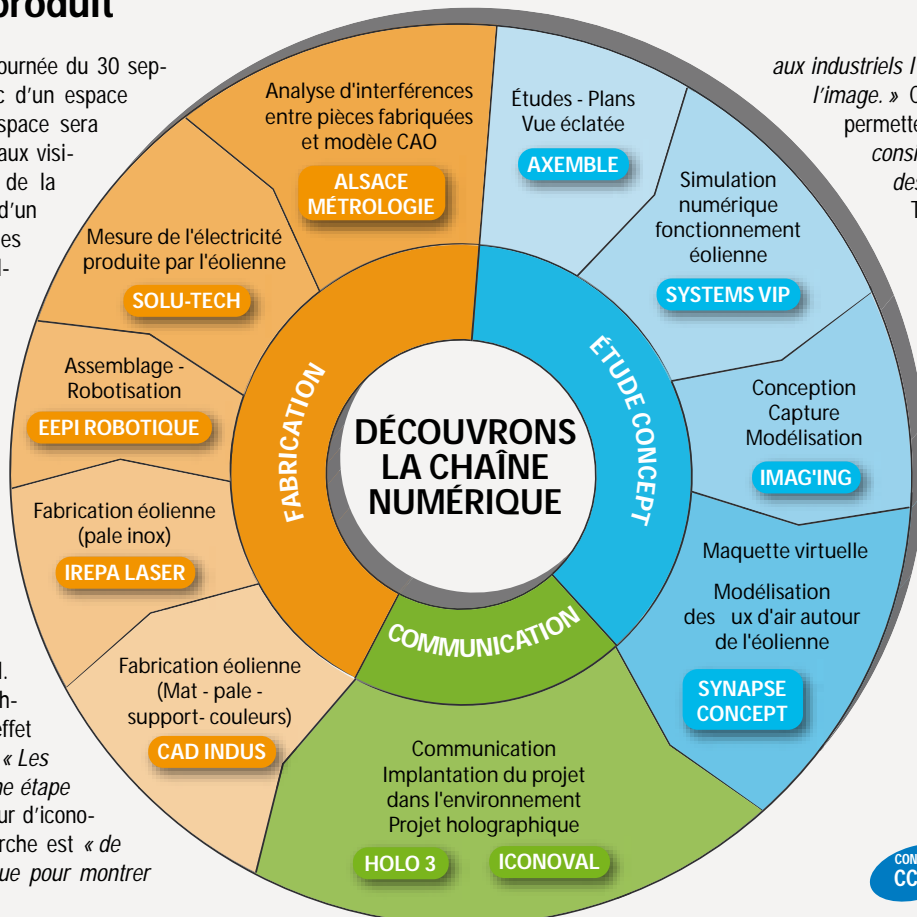 produit
ournée du 30 sep-
d'un espace
space sera
aux visi-
de la
d'un
es
l-
l.
h-
effet
« Les
ne étape
ur d'icono-
rche est « de
ue pour montrer
DÉCOUVRONS
LA CHAÎNE
NUMÉRIQUE
ÉTUDE CONCEPT
Études - Plans
Vue éclatée
AXEMBLE
Simulation
numérique
fonctionnement
éolienne
SYSTEMS VIP
Conception
Capture
Modélisation
IMAG'ING
Maquette virtuelle
Modélisation
des ux d'air autour
de l'éolienne
SYNAPSE
CONCEPT
COMMUNICATION
Communication
Implantation du projet
dans l'environnement
Projet holographique
HOLO 3
ICONOVAL
FABRICATION
Fabrication éolienne
(Mat - pale -
support- couleurs)
CAD INDUS
Fabrication éolienne
(pale inox)
IREPA LASER
Assemblage -
Robotisation
EEPI ROBOTIQUE
Mesure de l'électricité
produite par l'éolienne
SOLU-TECH
Analyse d'interférences
entre pièces fabriquées
et modèle CAO
ALSACE
MÉTROLOGIE
aux industriels l'
l'image. »
permette
consi
des
T
CON
CC